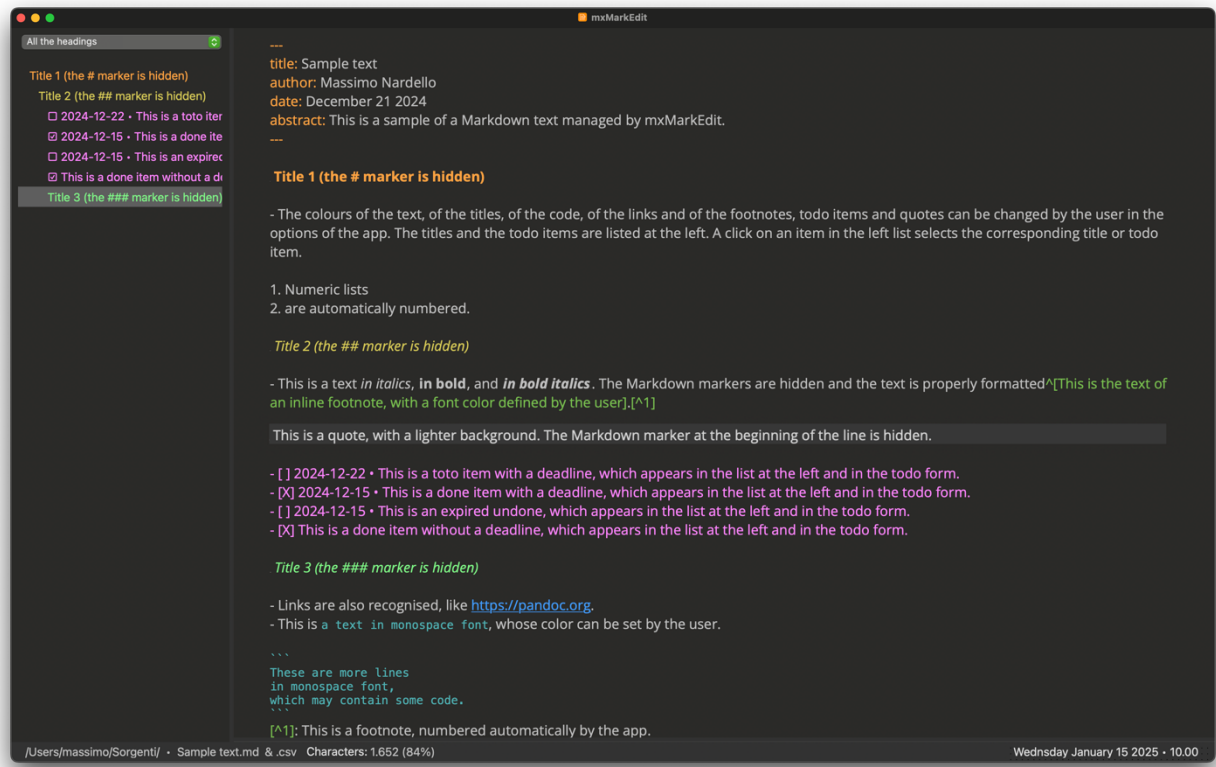 mxMarkEdit
All the headings
Title 1 (the # marker is hidden)
Title 2 (the ## marker is hidden)
☐ 2024-12-22 • This is a toto iter
☑ 2024-12-15 • This is a done ite
☐ 2024-12-15 • This is an expired
☑ This is a done item without a de
Title 3 (the ### marker is hidden)
---
title: Sample text
author: Massimo Nardello
date: December 21 2024
abstract: This is a sample of a Markdown text managed by mxMarkEdit.
---
Title 1 (the # marker is hidden)
- The colours of the text, of the titles, of the code, of the links and of the footnotes, todo items and quotes can be changed by the user in the
options of the app. The titles and the todo items are listed at the left. A click on an item in the left list selects the corresponding title or todo
item.
1. Numeric lists
2. are automatically numbered.
Title 2 (the ## marker is hidden)
- This is a text in italics, in bold, and in bold italics. The Markdown markers are hidden and the text is properly formatted^[This is the text of
an inline footnote, with a font color defined by the user].[^1]
This is a quote, with a lighter background. The Markdown marker at the beginning of the line is hidden.
- [ ] 2024-12-22 • This is a toto item with a deadline, which appears in the list at the left and in the todo form.
- [X] 2024-12-15 • This is a done item with a deadline, which appears in the list at the left and in the todo form.
- [ ] 2024-12-15 • This is an expired undone, which appears in the list at the left and in the todo form.
- [X] This is a done item without a deadline, which appears in the list at the left and in the todo form.
Title 3 (the ### marker is hidden)
- Links are also recognised, like https://pandoc.org.
- This is a text in monospace font, whose color can be set by the user.
```
These are more lines
in monospace font,
which may contain some code.
```
[^1]: This is a footnote, numbered automatically by the app.
/Users/massimo/Sorgenti/ • Sample text.md & .csv Characters: 1.652 (84%)
Wednsday January 15 2025 • 10.00